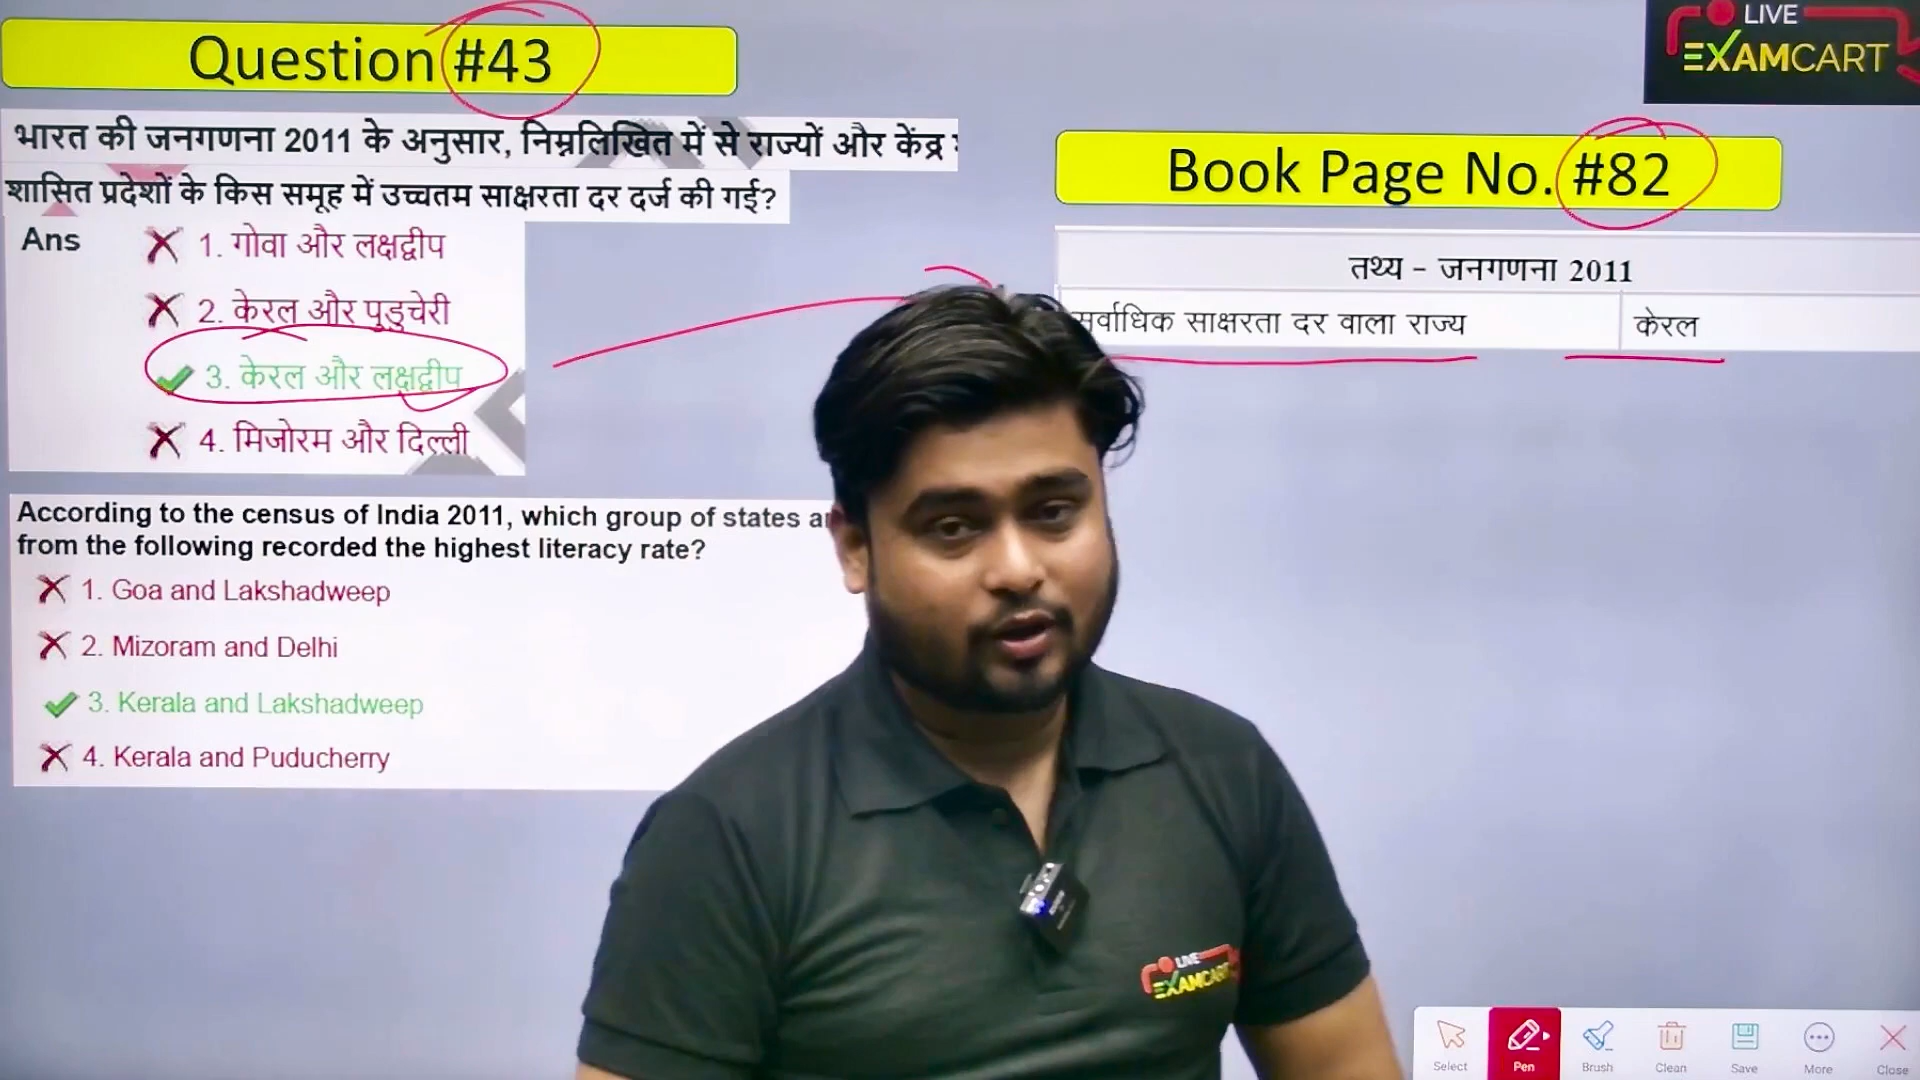 Question #43
LIVE
EXAMCART
भारत की जनगणना 2011 के अनुसार, निम्नलिखित में से राज्यों और केंद्र
शासित प्रदेशों के किस समूह में उच्चतम साक्षरता दर दर्ज की गई?
Ans
1. गोवा और लक्षद्वीप
2. केरल और पुडुचेरी
3. केरल और लक्षद्वीप
4. मिजोरम और दिल्ली
According to the census of India 2011, which group of states
from the following recorded the highest literacy rate?
1. Goa and Lakshadweep
2. Mizoram and Delhi
3. Kerala and Lakshadweep
4. Kerala and Puducherry
Book Page No. #82
तथ्य - जनगणना 2011
सर्वाधिक साक्षरता दर वाला राज्य केरल
LIVE
EXAMCART
Select Pen Brush Clean Save More Close